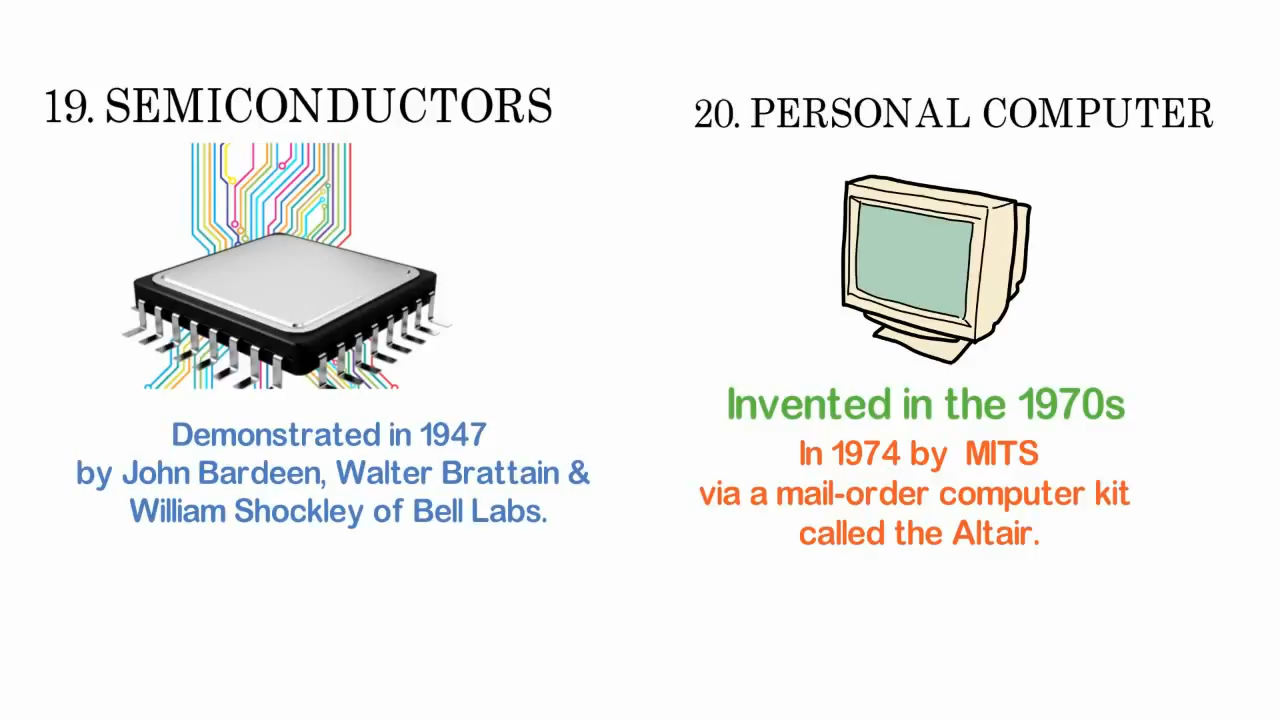 19. SEMICONDUCTORS
Demonstrated in 1947
by John Bardeen, Walter Brattain &
William Shockley of Bell Labs.
20. PERSONAL COMPUTER
Invented in the 1970s
In 1974 by MITS
via a mail-order computer kit
called the Altair.